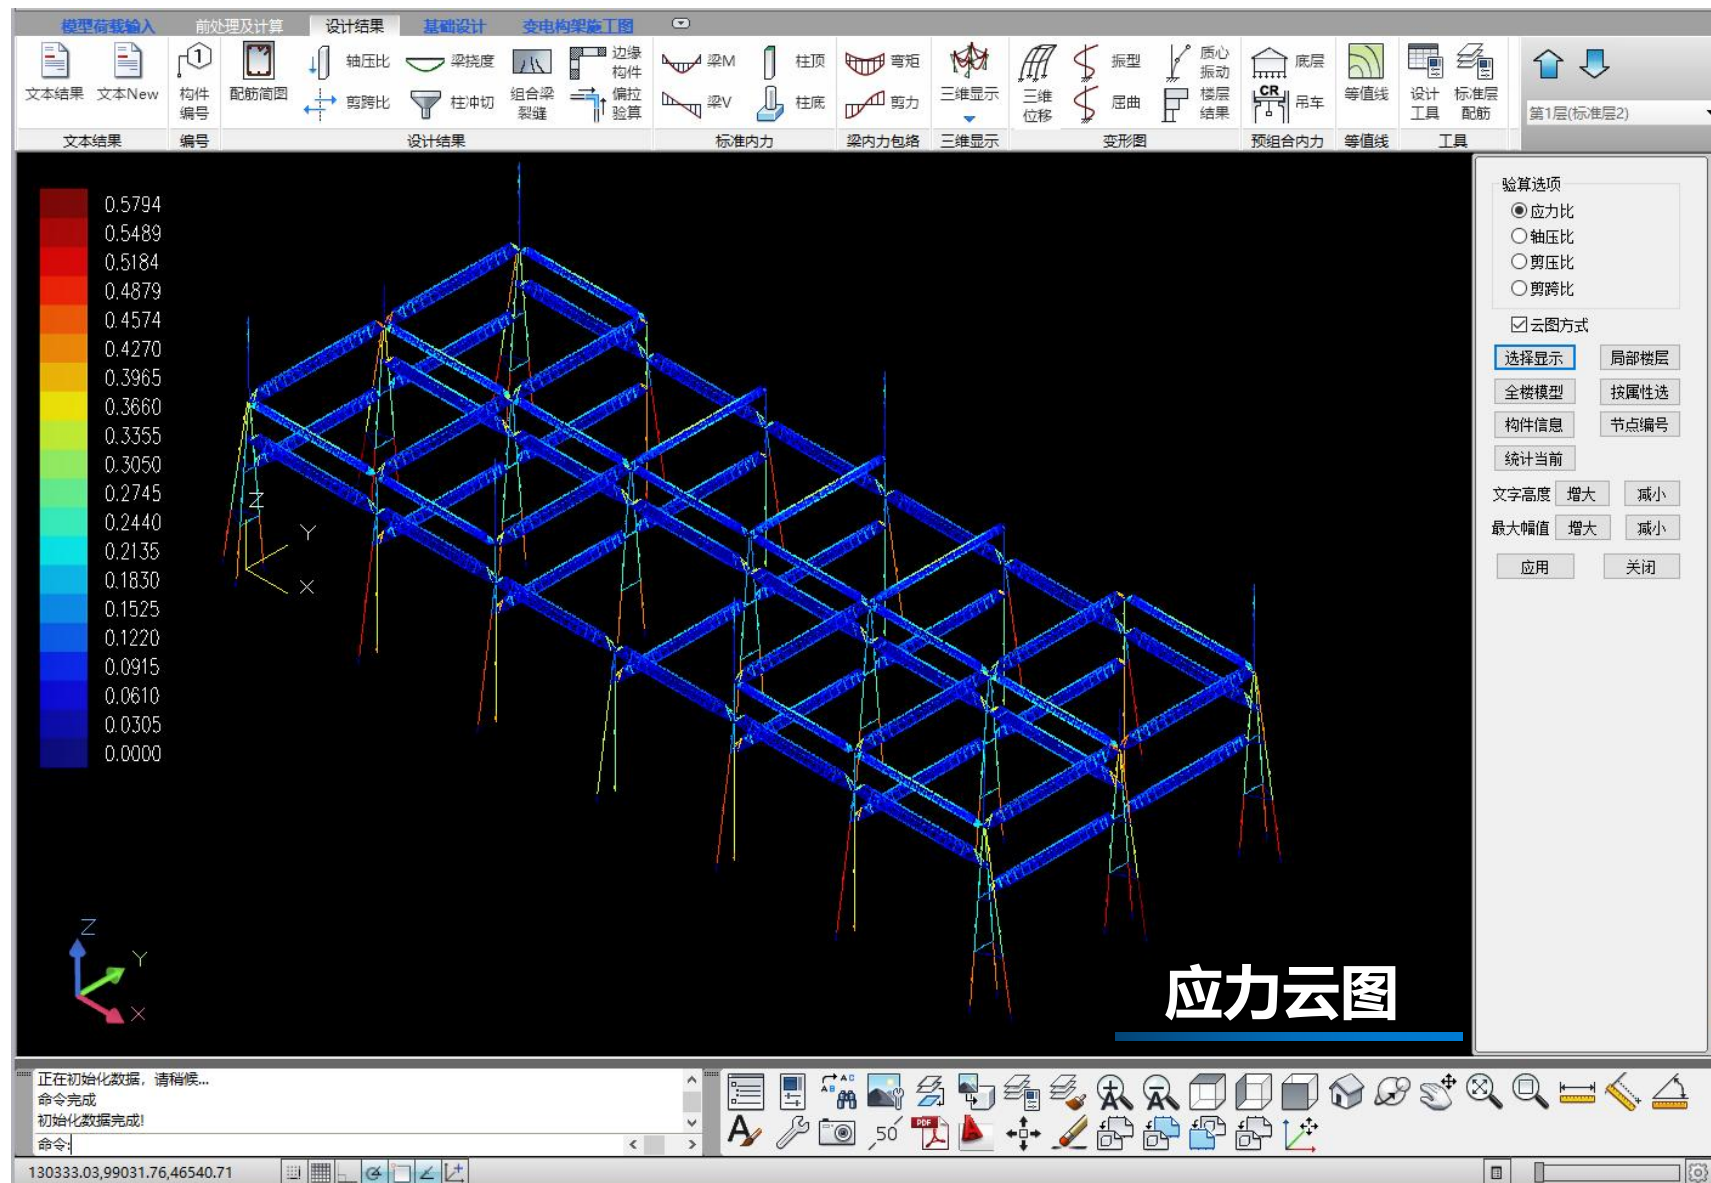 模型荷载输入 前处理及计算 设计结果 基础设计 变电构架施工图
文本结果 文本New 构件编号 配筋简图 轴压比 剪跨比 梁挠度 柱冲切 组合梁裂缝 边缘构件 偏拉验算 梁M 梁V 柱顶 柱底 弯矩 剪力 三维显示 三维位移 振型 屈曲 质心振动 楼层结果 底层 CR 吊车 等值线 设计工具 标准层配筋
第1层(标准层2)
文本结果 编号 设计结果 标准内力 梁内力包络 三维显示 变形图 预组合内力 等值线 工具
0.5794
0.5489
0.5184
0.4879
0.4574
0.4270
0.3965
0.3660
0.3355
0.3050
0.2745
0.2440
0.2135
0.1830
0.1525
0.1220
0.0915
0.0610
0.0305
0.0000
Z
Y
X
Z
Y
X
应力云图
验算选项
应力比
轴压比
剪压比
剪跨比
云图方式
选择显示 局部楼层
全楼模型 按属性选
构件信息 节点编号
统计当前
文字高度 增大 减小
最大幅值 增大 减小
应用 关闭
正在初始化数据，请稍候...
命令完成
初始化数据完成!
命令:
AC
AB
A
50
PDF
130333.03,99031.76,46540.71